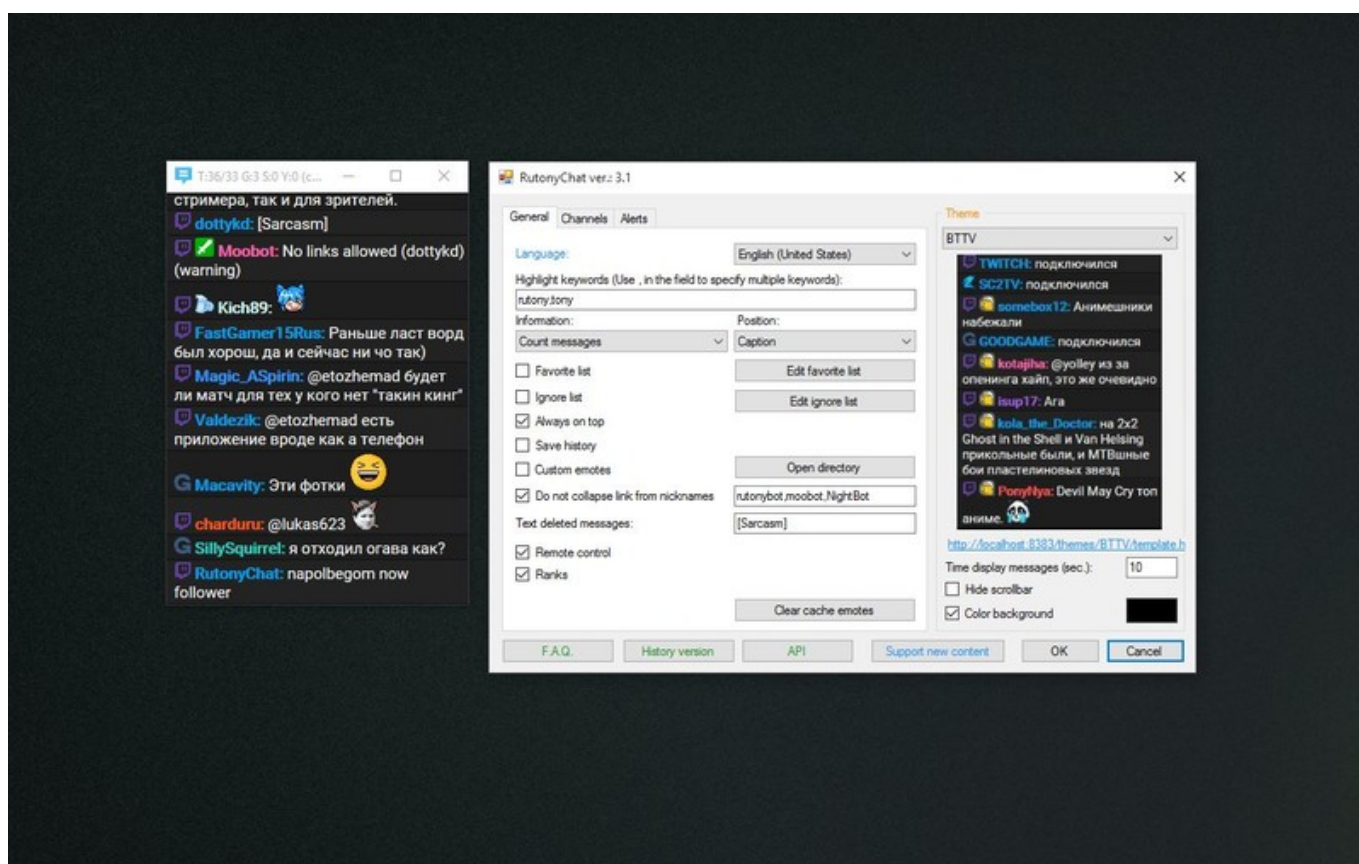 T:36/33 G:3 S:0 Y:0 (c...
стримера, так и для зрителей.
dottykd: [Sarcasm]
Moobot: No links allowed (dottykd)
(warning)
Kich89:
FastGamer15Rus: Раньше ласт ворд
был хорош, да и сейчас ни чо так)
Magic_ASpirin: @etozhemad будет
ли матч для тех у кого нет "такин кинг"
Valdezik: @etozhemad есть
приложение вроде как а телефон
Macavity: Эти фотки
charduru: @lukas623
SillySquirrel: я отходил огава как?
RutonyChat: napolbegom now
follower
RutonyChat ver.: 3.1
General Channels Alerts
Language: English (United States)
Highlight keywords (Use , in the field to specify multiple keywords):
rutony,tony
Information: Position:
Count messages Caption
Favorite list Edit favorite list
Ignore list Edit ignore list
Always on top
Save history
Custom emotes Open directory
Do not collapse link from nicknames rutonybot,moobot,NightBot
Text deleted messages: [Sarcasm]
Remote control
Ranks
Clear cache emotes
Theme
BTTV
TWITCH: подключился
SC2TV: подключился
somebox12: Анимешники
набежали
GOODGAME: подключился
kotajiha: @yolley из за
опенинга хайп, это же очевидно
isup17: Ага
kola_the_Doctor: на 2x2
Ghost in the Shell и Van Helsing
прикольные были, и МТВшные
бои пластелиновых звезд
PonyNya: Devil May Cry топ
аниме.
http://localhost:8383/themes/BTTV/template.h
Time display messages (sec.): 10
Hide scrollbar
Color background
F.A.Q. History version API Support new content OK Cancel